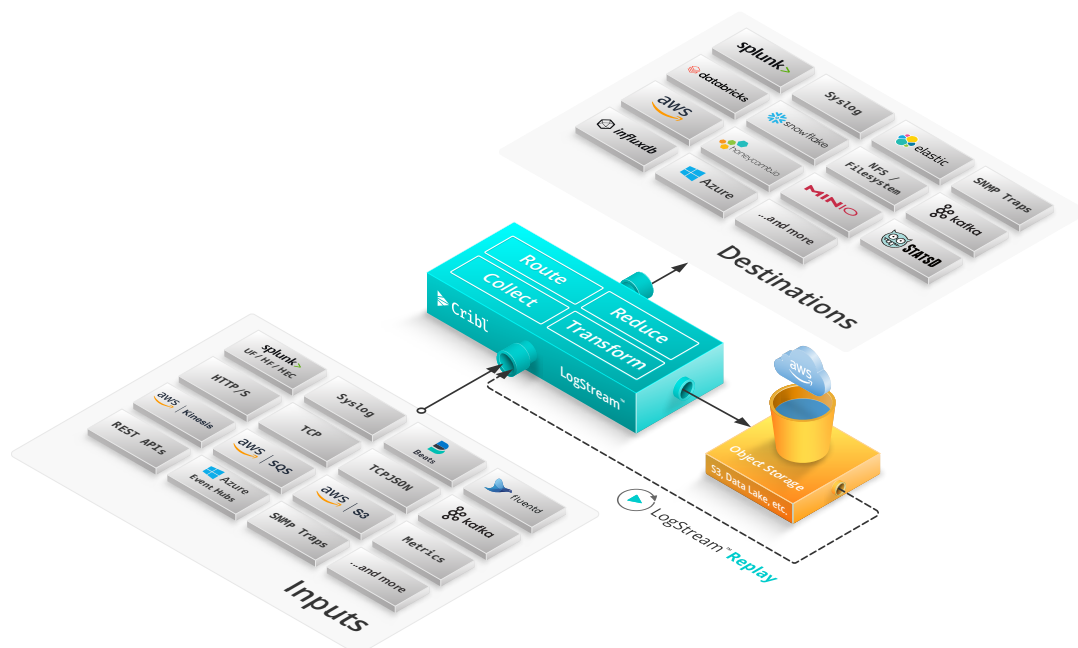 splunk>
databricks
Syslog
aws
snowflake
elastic
influxdb
honeycomb.io
NFS /
Filesystem
SNMP Traps
Azure
MINIO
kafka
...and more
STATSD
Destinations
Route
Collect
Reduce
Transform
Cribl
LogStream™
aws
Object Storage
S3, Data Lake, etc.
LogStream™ Replay
splunk>
UF/HF/HEC
HTTP/S
Syslog
aws | Kinesis
TCP
Beats
REST APIs
aws | SQS
TCPJSON
fluentd
Azure
Event Hubs
aws | S3
kafka
SNMP Traps
Metrics
...and more
Inputs